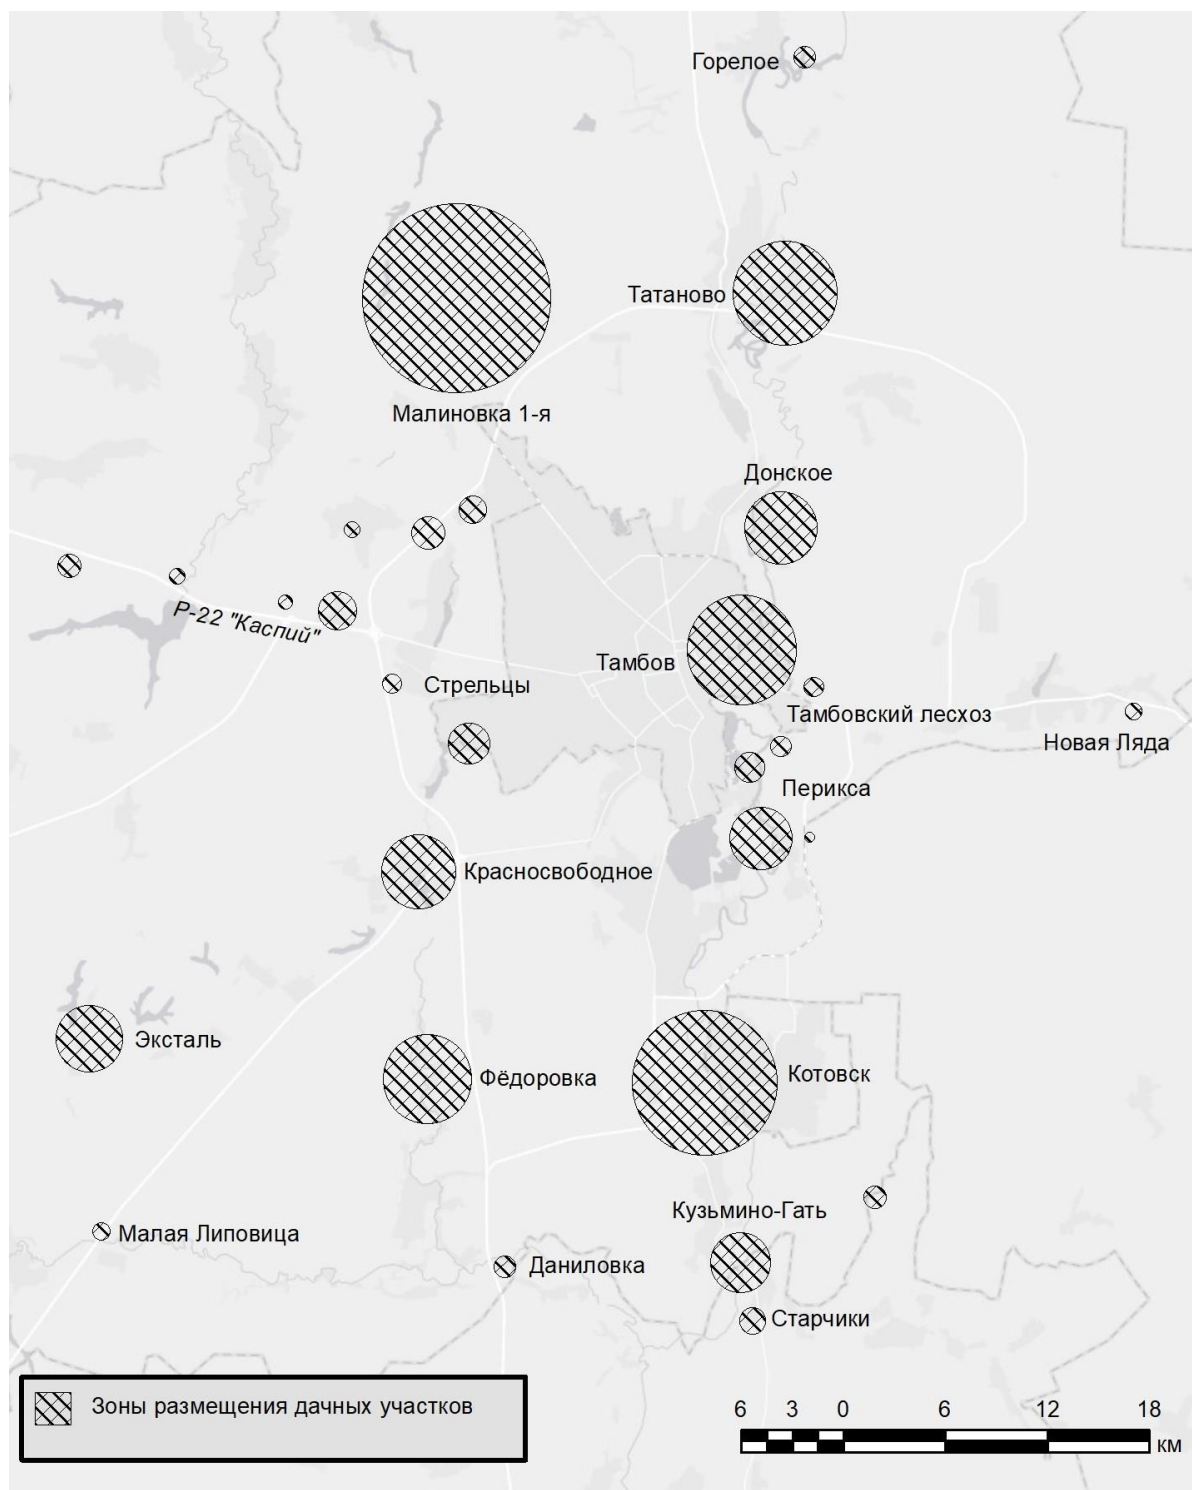 Горелое
Татаново
Малиновка 1-я
Донское
Р-22 "Каспий"
Тамбов
Стрельцы
Тамбовский лесхоз
Новая Ляда
Перикса
Красносвободное
Эксталь
Фёдоровка
Котовск
Кузьмино-Гать
Малая Липовица
Даниловка
Старчики
Зоны размещения дачных участков
6 3 0 6 12 18
км